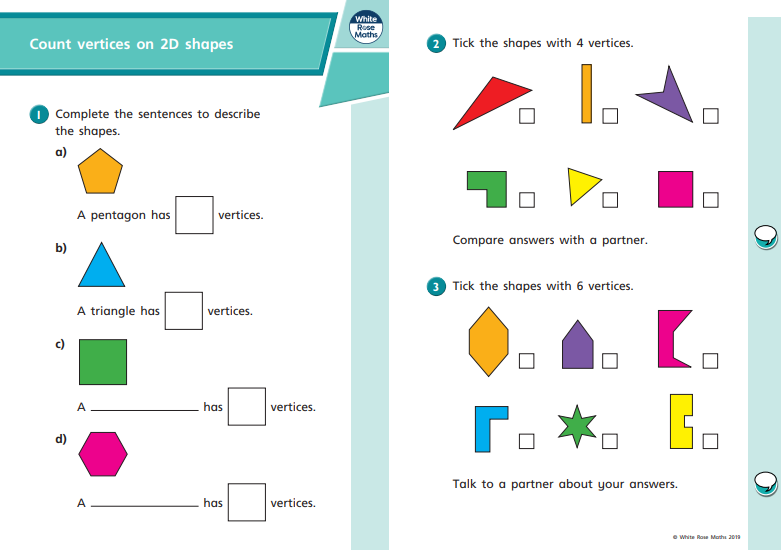 Count vertices on 2D shapes
White
Rose
Maths
1 Complete the sentences to describe
the shapes.
a)
A pentagon has vertices.
b)
A triangle has vertices.
c)
A ____________ has vertices.
d)
A ____________ has vertices.
2 Tick the shapes with 4 vertices.
Compare answers with a partner.
3 Tick the shapes with 6 vertices.
Talk to a partner about your answers.
© White Rose Maths 2019